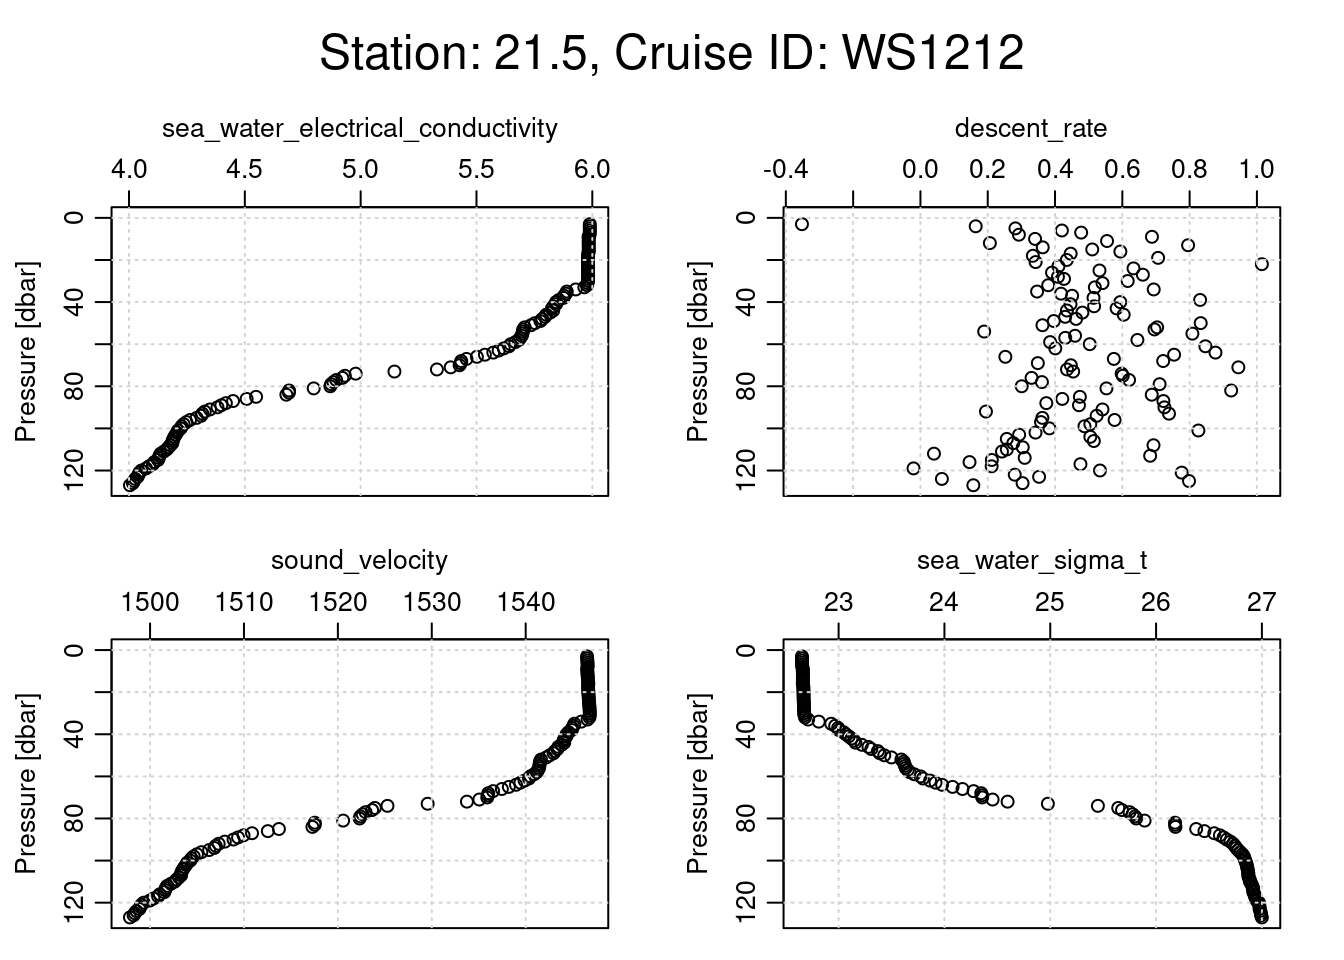 Station: 21.5, Cruise ID: WS1212
sea_water_electrical_conductivity
4.0 4.5 5.0 5.5 6.0
Pressure [dbar]
0
40
80
120
descent_rate
-0.4 0.0 0.2 0.4 0.6 0.8 1.0
Pressure [dbar]
0
40
80
120
sound_velocity
1500 1510 1520 1530 1540
Pressure [dbar]
0
40
80
120
sea_water_sigma_t
23 24 25 26 27
Pressure [dbar]
0
40
80
120